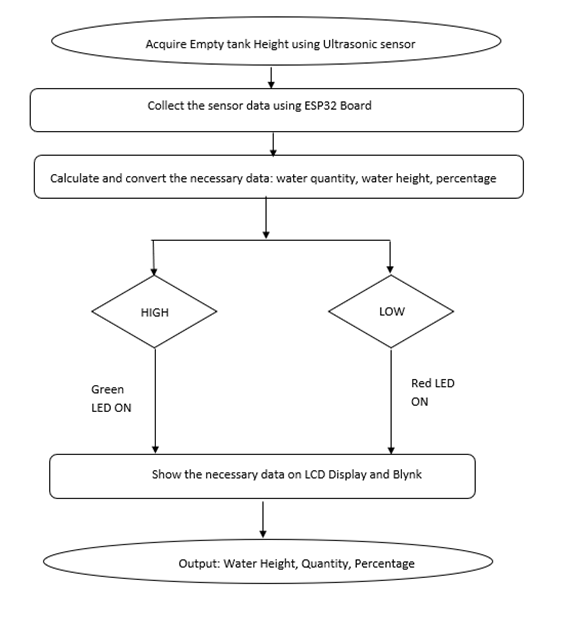 Acquire Empty tank Height using Ultrasonic sensor
Collect the sensor data using ESP32 Board
Calculate and convert the necessary data: water quantity, water height, percentage
HIGH
LOW
Green
LED ON
Red LED
ON
Show the necessary data on LCD Display and Blynk
Output: Water Height, Quantity, Percentage